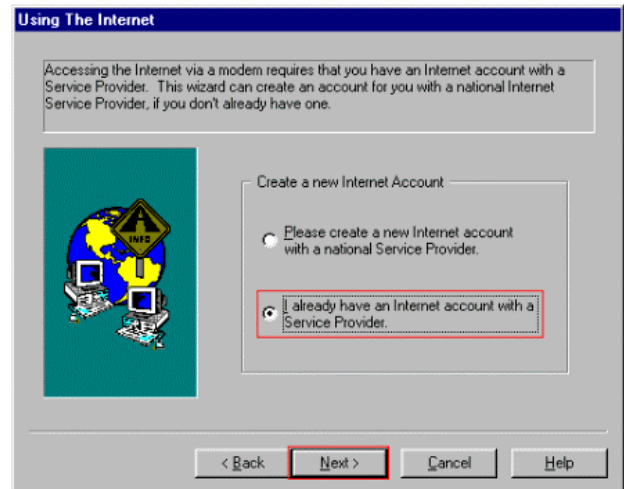 Using The Internet
Accessing the Internet via a modem requires that you have an Internet account with a
Service Provider. This wizard can create an account for you with a national Internet
Service Provider, if you don't already have one.
Create a new Internet Account
Please create a new Internet account
with a national Service Provider.
I already have an Internet account with a
Service Provider.
INFO
< Back
Next >
Cancel
Help